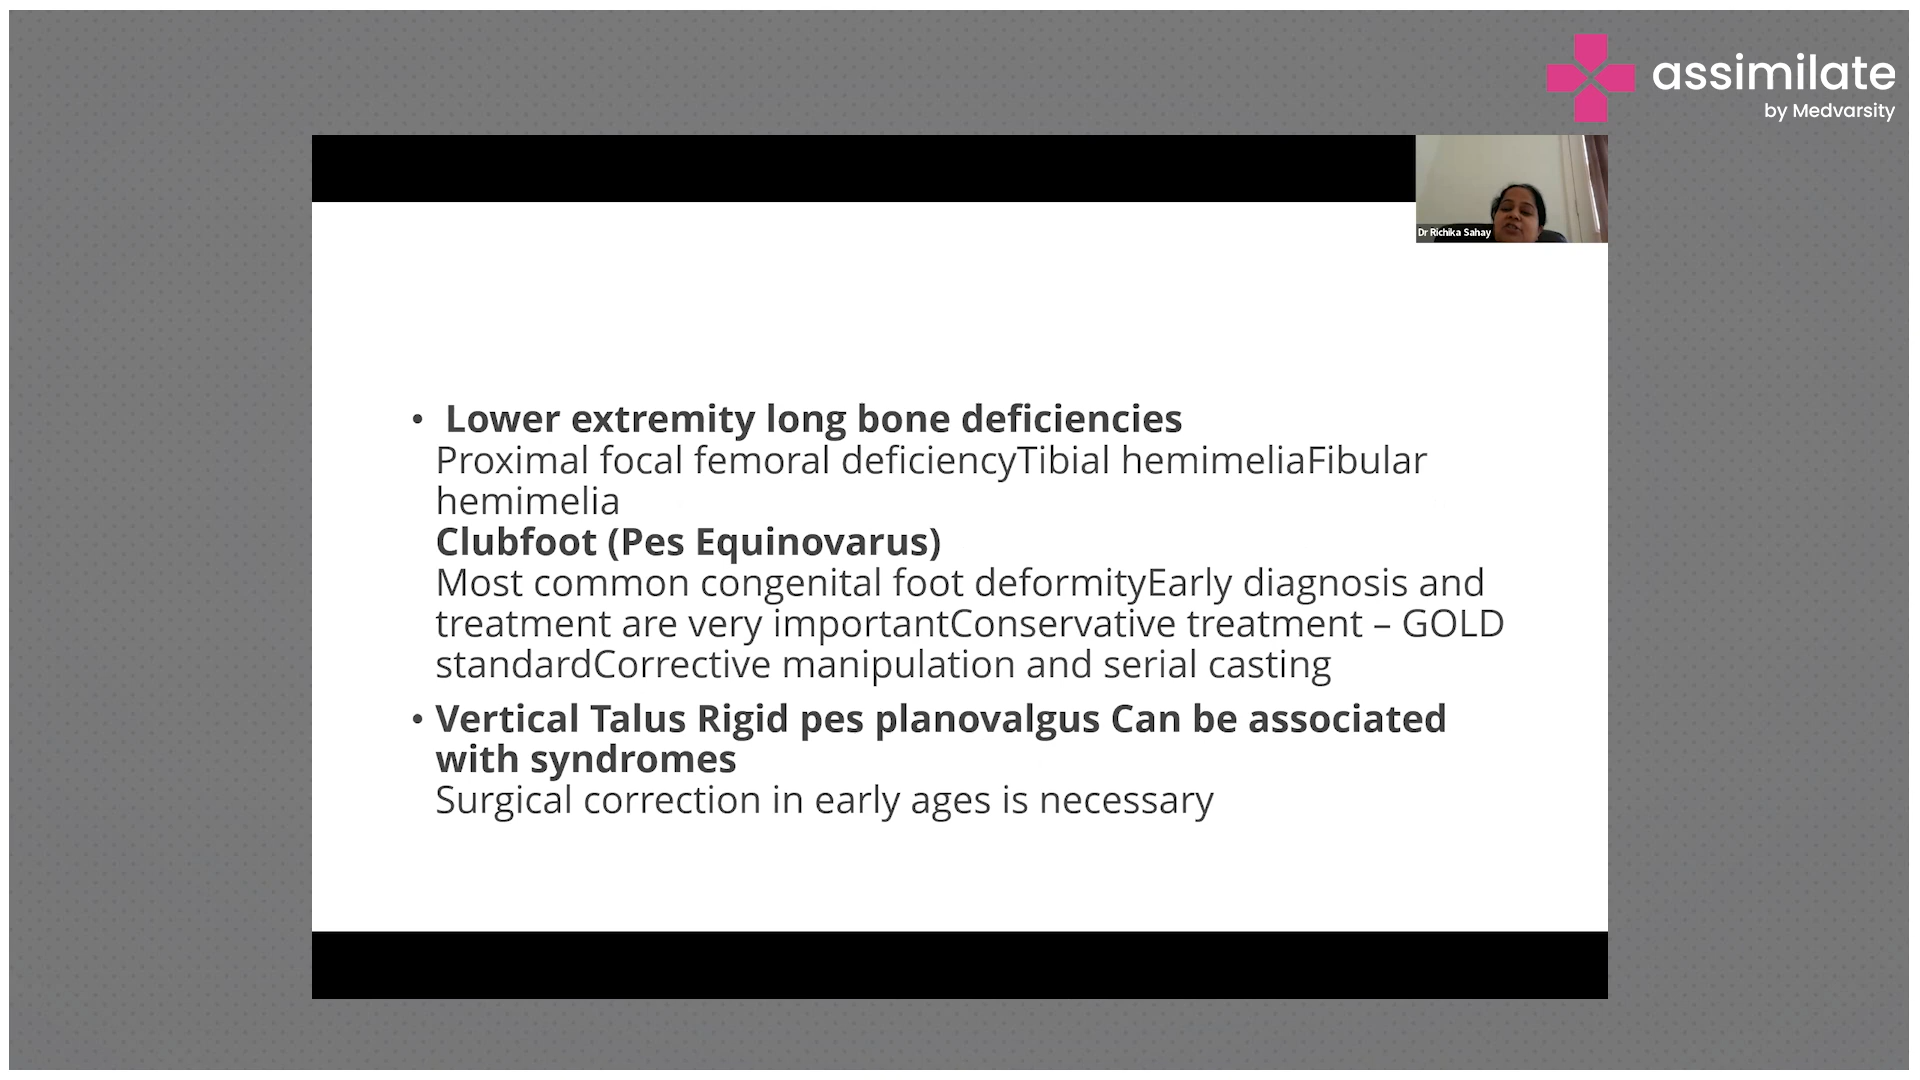 assimilate
by Medvarsity
Dr Richika Sahay
• Lower extremity long bone deficiencies
Proximal focal femoral deficiencyTibial hemimeliaFibular
hemimelia
Clubfoot (Pes Equinovarus)
Most common congenital foot deformityEarly diagnosis and
treatment are very importantConservative treatment – GOLD
standardCorrective manipulation and serial casting
• Vertical Talus Rigid pes planovalgus Can be associated
with syndromes
Surgical correction in early ages is necessary